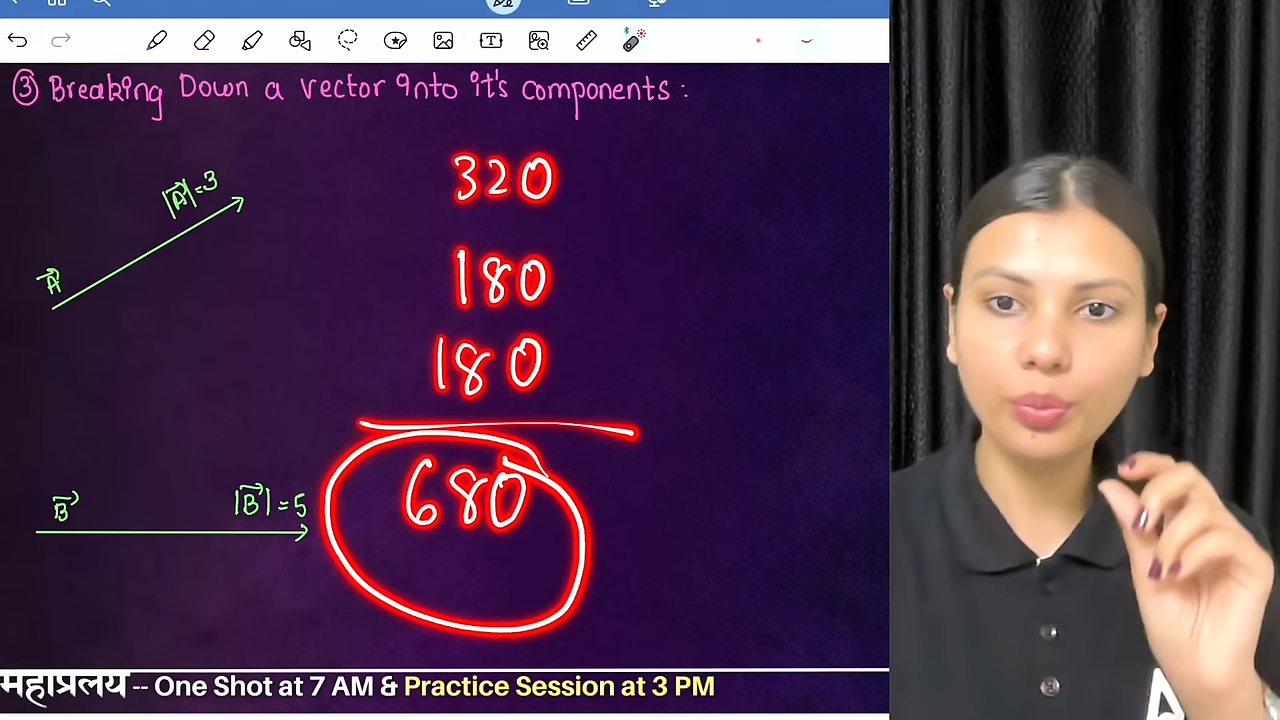 ③ Breaking Down a vector into it's components :
|A⃗|=3
A⃗
320
180
180
680
B⃗
|B⃗|=5
महाप्रलय -- One Shot at 7 AM & Practice Session at 3 PM